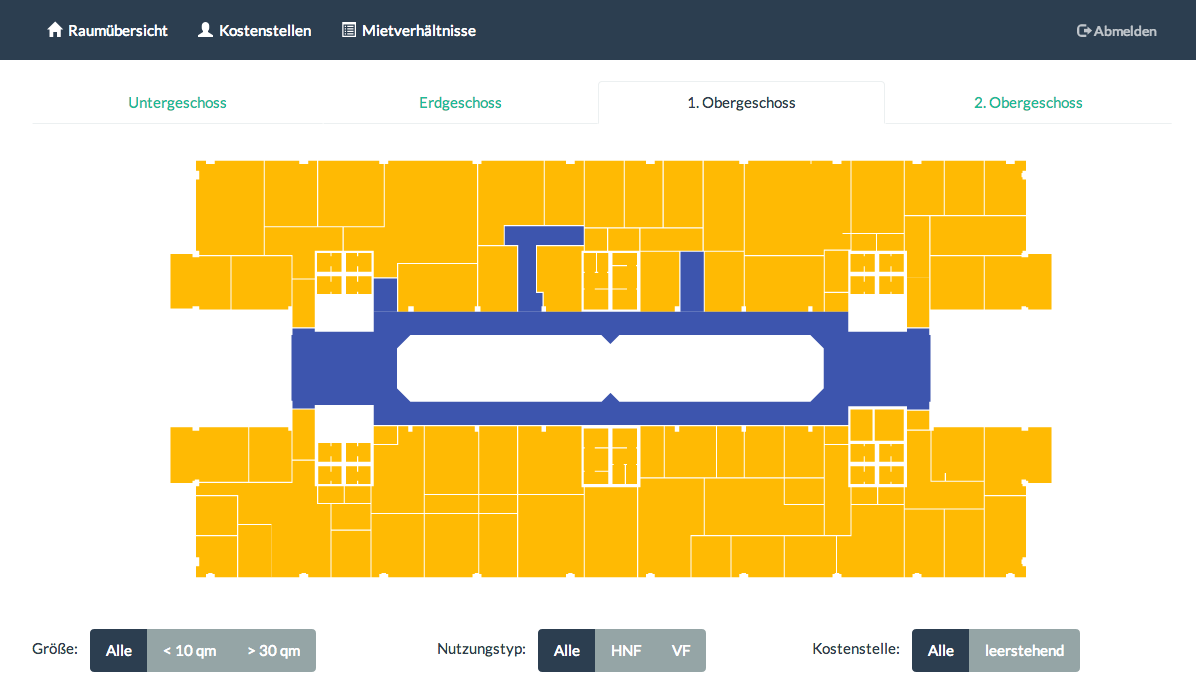 Raumübersicht Kostenstellen Mietverhältnisse Abmelden
Untergeschoss Erdgeschoss 1. Obergeschoss 2. Obergeschoss
Größe: Alle < 10 qm > 30 qm Nutzungstyp: Alle HNF VF Kostenstelle: Alle leerstehend